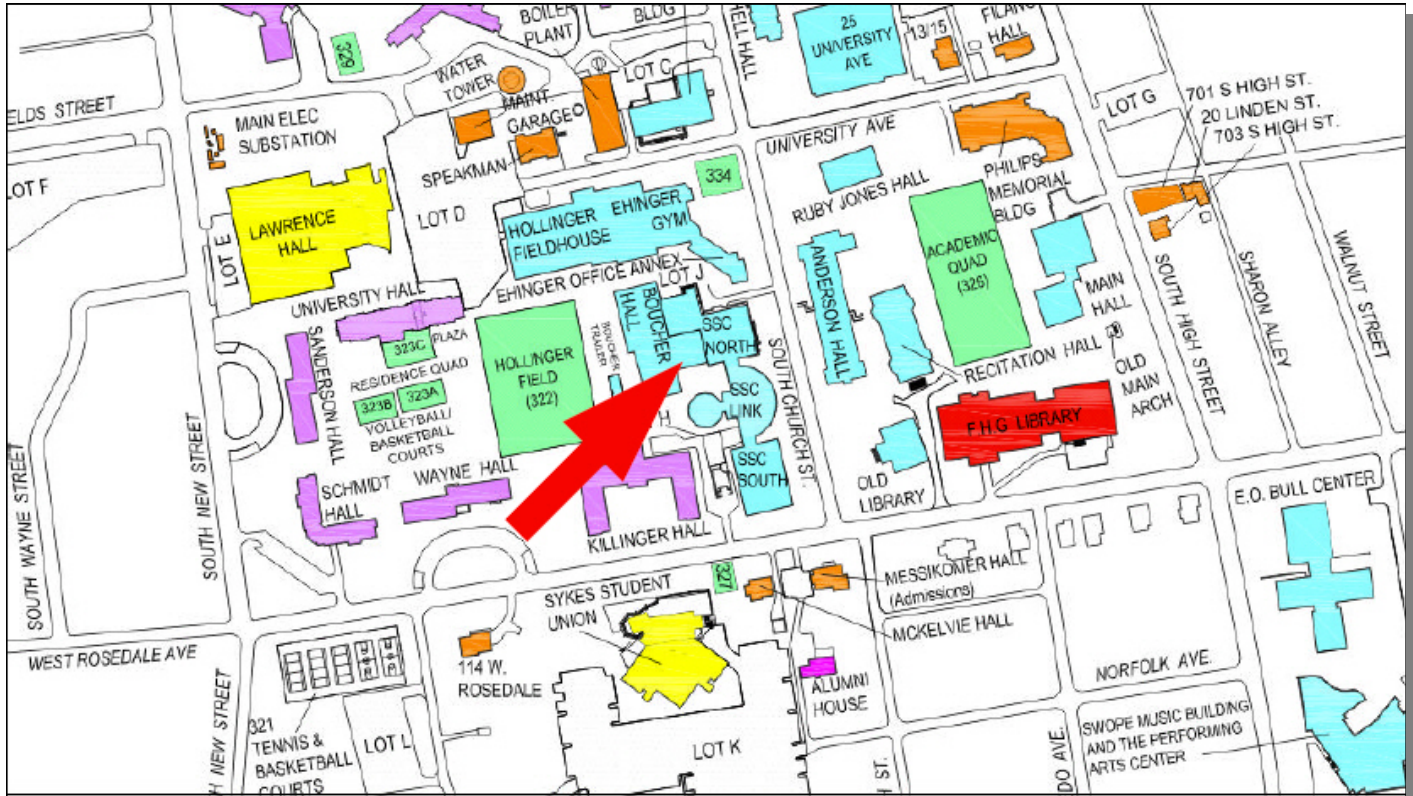 BOILER
PLANT
BLDG
25
UNIVERSITY
AVE
13/15
HALL
329
WATER
TOWER
LOT C
MAINT.
GARAGE
LOT G
701 S HIGH ST.
20 LINDEN ST.
703 S HIGH ST.
MAIN ELEC
SUBSTATION
UNIVERSITY AVE
SPEAKMAN
334
PHILIPS
MEMORIAL
BLDG
RUBY JONES HALL
LOT F
LAWRENCE
HALL
LOT D
LOT E
HOLLINGER
FIELDHOUSE
EHINGER
GYM
ACADEMIC
QUAD
(326)
ANDERSON HALL
MAIN
HALL
WALNUT STREET
SHARON ALLEY
SOUTH HIGH STREET
EHINGER OFFICE ANNEX
LOT J
UNIVERSITY HALL
BOUCHER
HALL
BOUCHER
TRAILER
SSC
NORTH
SANDERSON HALL
323C
PLAZA
RESIDENCE QUAD
323B
323A
VOLLEYBALL/
BASKETBALL
COURTS
HOLLINGER
FIELD
(322)
SOUTH CHURCH ST.
RECITATION HALL
OLD
MAIN
ARCH
SSC
LINK
F.H.G LIBRARY
SSC
SOUTH
OLD
LIBRARY
SCHMIDT
HALL
WAYNE HALL
KILLINGER HALL
E.O. BULL CENTER
SOUTH WAYNE STREET
SOUTH NEW STREET
327
SYKES STUDENT
UNION
MESSIKOMER HALL
(Admissions)
MCKELVIE HALL
WEST ROSEDALE AVE
114 W.
ROSEDALE
ALUMNI
HOUSE
NORFOLK AVE.
321
TENNIS &
BASKETBALL
COURTS
LOT L
LOT K
NEW STREET
ST.
AVE.
SWOPE MUSIC BUILDING
AND THE PERFORMING
ARTS CENTER